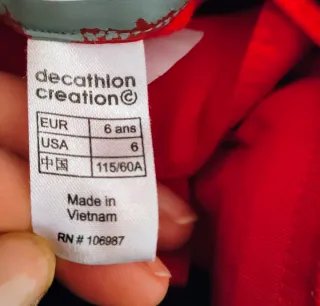 decathlon
creation©
EUR 6 ans
USA 6
中国 115/60A
Made in
Vietnam
RN # 106987